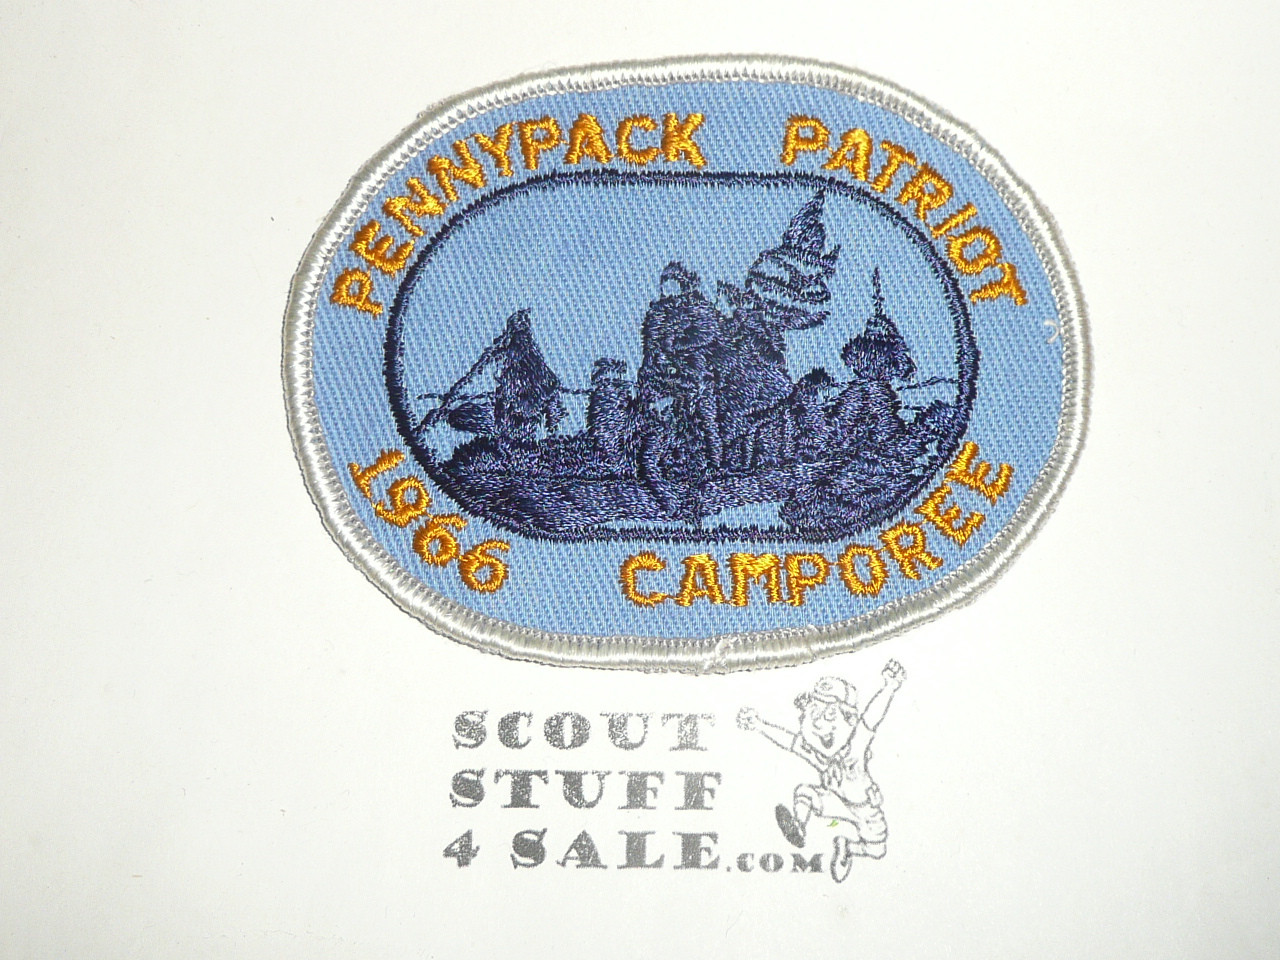 PENNYPACK PATRIOT
1966 CAMPOREE
SCOUT
STUFF
4 SALE.COM